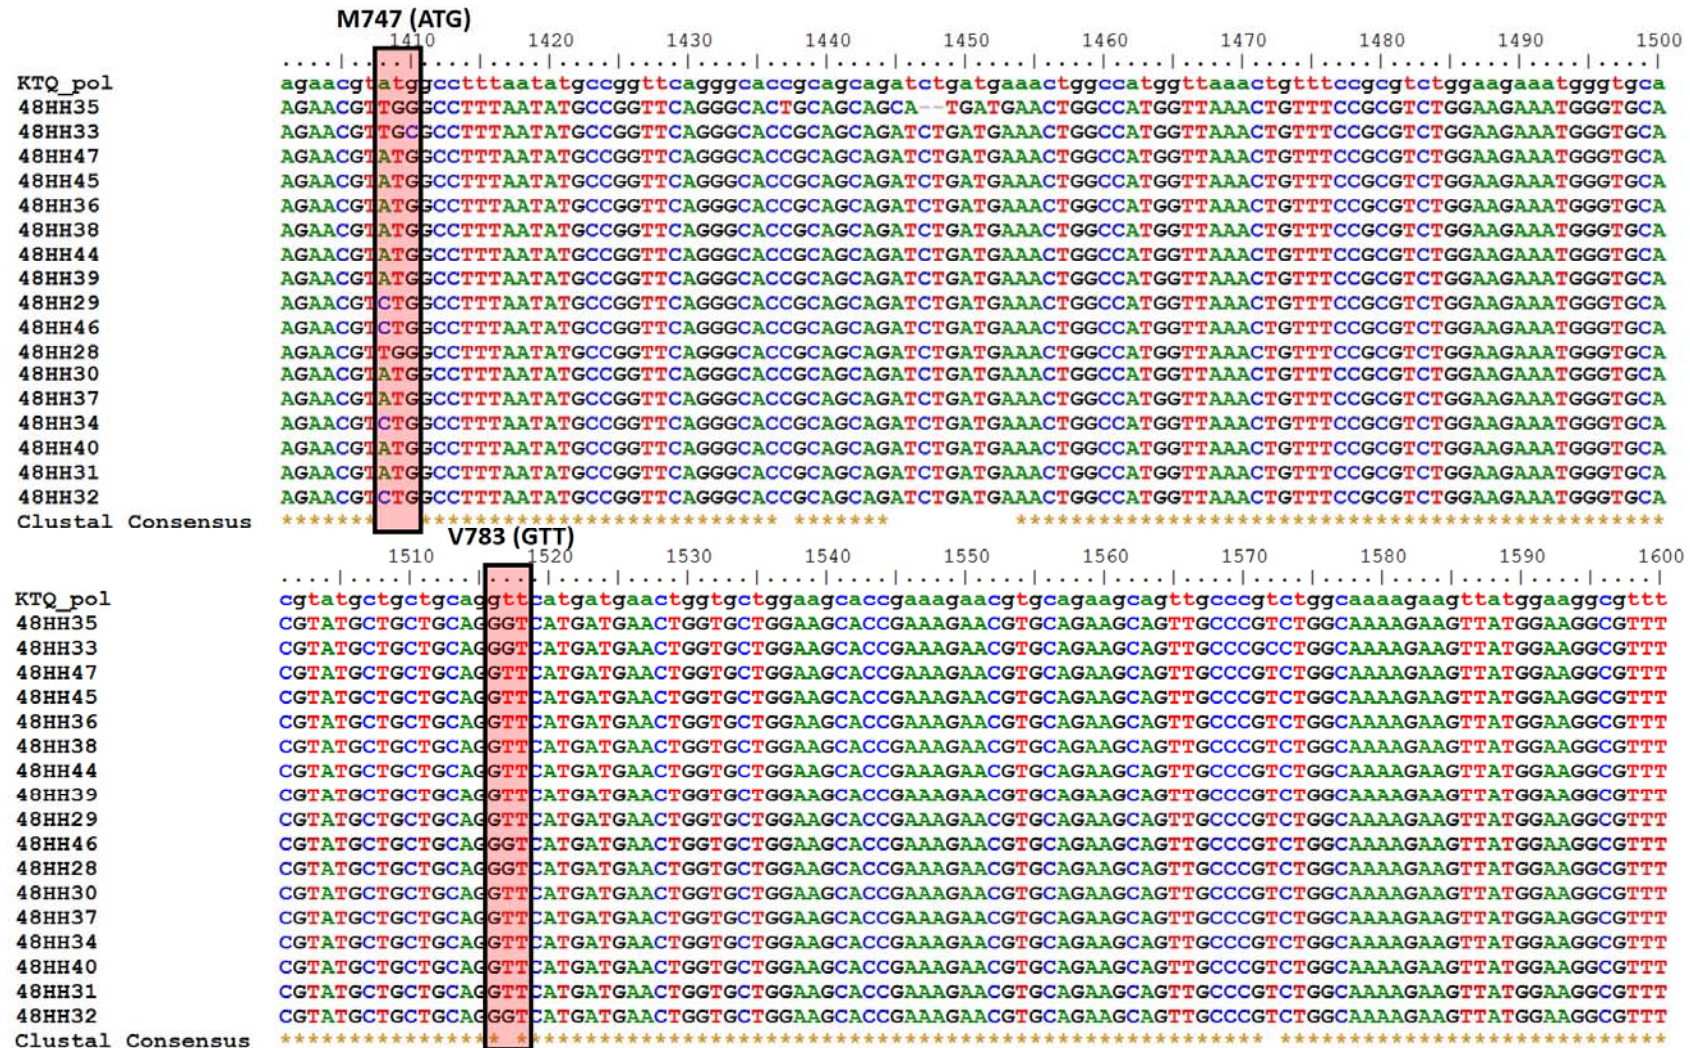 M747 (ATG)
1410 1420 1430 1440 1450 1460 1470 1480 1490 1500
....|....|....|....|....|....|....|....|....|....|....|....|....|....|....|....|....|....|....|....|
KTQ_pol agaacgtatggcctttaatatgccggttcagggcaccgcagcagatctgatgaaactggccatggttaaactgtttccgcgtctggaagaaatgggtgca
48HH35 AGAACGTTGGGCCTTTAATATGCCGGTTCAGGGCACTGCAGCAGCA--TGATGAACTGGCCATGGTTAAACTGTTTCCGCGTCTGGAAGAAATGGGTGCA
48HH33 AGAACGTTGCGCCTTTAATATGCCGGTTCAGGGCACCGCAGCAGATCTGATGAAACTGGCCATGGTTAAACTGTTTCCGCGTCTGGAAGAAATGGGTGCA
48HH47 AGAACGTATGGCCTTTAATATGCCGGTTCAGGGCACCGCAGCAGATCTGATGAAACTGGCCATGGTTAAACTGTTTCCGCGTCTGGAAGAAATGGGTGCA
48HH45 AGAACGTATGGCCTTTAATATGCCGGTTCAGGGCACCGCAGCAGATCTGATGAAACTGGCCATGGTTAAACTGTTTCCGCGTCTGGAAGAAATGGGTGCA
48HH36 AGAACGTATGGCCTTTAATATGCCGGTTCAGGGCACCGCAGCAGATCTGATGAAACTGGCCATGGTTAAACTGTTTCCGCGTCTGGAAGAAATGGGTGCA
48HH38 AGAACGTATGGCCTTTAATATGCCGGTTCAGGGCACCGCAGCAGATCTGATGAAACTGGCCATGGTTAAACTGTTTCCGCGTCTGGAAGAAATGGGTGCA
48HH44 AGAACGTATGGCCTTTAATATGCCGGTTCAGGGCACCGCAGCAGATCTGATGAAACTGGCCATGGTTAAACTGTTTCCGCGTCTGGAAGAAATGGGTGCA
48HH39 AGAACGTATGGCCTTTAATATGCCGGTTCAGGGCACCGCAGCAGATCTGATGAAACTGGCCATGGTTAAACTGTTTCCGCGTCTGGAAGAAATGGGTGCA
48HH29 AGAACGTCTGGCCTTTAATATGCCGGTTCAGGGCACCGCAGCAGATCTGATGAAACTGGCCATGGTTAAACTGTTTCCGCGTCTGGAAGAAATGGGTGCA
48HH46 AGAACGTCTGGCCTTTAATATGCCGGTTCAGGGCACCGCAGCAGATCTGATGAAACTGGCCATGGTTAAACTGTTTCCGCGTCTGGAAGAAATGGGTGCA
48HH28 AGAACGTTGGGCCTTTAATATGCCGGTTCAGGGCACCGCAGCAGATCTGATGAAACTGGCCATGGTTAAACTGTTTCCGCGTCTGGAAGAAATGGGTGCA
48HH30 AGAACGTATGGCCTTTAATATGCCGGTTCAGGGCACCGCAGCAGATCTGATGAAACTGGCCATGGTTAAACTGTTTCCGCGTCTGGAAGAAATGGGTGCA
48HH37 AGAACGTATGGCCTTTAATATGCCGGTTCAGGGCACCGCAGCAGATCTGATGAAACTGGCCATGGTTAAACTGTTTCCGCGTCTGGAAGAAATGGGTGCA
48HH34 AGAACGTCTGGCCTTTAATATGCCGGTTCAGGGCACCGCAGCAGATCTGATGAAACTGGCCATGGTTAAACTGTTTCCGCGTCTGGAAGAAATGGGTGCA
48HH40 AGAACGTATGGCCTTTAATATGCCGGTTCAGGGCACCGCAGCAGATCTGATGAAACTGGCCATGGTTAAACTGTTTCCGCGTCTGGAAGAAATGGGTGCA
48HH31 AGAACGTATGGCCTTTAATATGCCGGTTCAGGGCACCGCAGCAGATCTGATGAAACTGGCCATGGTTAAACTGTTTCCGCGTCTGGAAGAAATGGGTGCA
48HH32 AGAACGTCTGGCCTTTAATATGCCGGTTCAGGGCACCGCAGCAGATCTGATGAAACTGGCCATGGTTAAACTGTTTCCGCGTCTGGAAGAAATGGGTGCA
Clustal Consensus *******   ************************** *******         ***********************************************
V783 (GTT)
1510 1520 1530 1540 1550 1560 1570 1580 1590 1600
....|....|....|....|....|....|....|....|....|....|....|....|....|....|....|....|....|....|....|....|
KTQ_pol cgtatgctgctgcaggttcatgatgaactggtgctggaagcaccgaaagaacgtgcagaagcagttgcccgtctggcaaaagaagttatggaaggcgttt
48HH35 CGTATGCTGCTGCAGGGTCATGATGAACTGGTGCTGGAAGCACCGAAAGAACGTGCAGAAGCAGTTGCCCGTCTGGCAAAAGAAGTTATGGAAGGCGTTT
48HH33 CGTATGCTGCTGCAGGGTCATGATGAACTGGTGCTGGAAGCACCGAAAGAACGTGCAGAAGCAGTTGCCCGCCTGGCAAAAGAAGTTATGGAAGGCGTTT
48HH47 CGTATGCTGCTGCAGGTTCATGATGAACTGGTGCTGGAAGCACCGAAAGAACGTGCAGAAGCAGTTGCCCGTCTGGCAAAAGAAGTTATGGAAGGCGTTT
48HH45 CGTATGCTGCTGCAGGTTCATGATGAACTGGTGCTGGAAGCACCGAAAGAACGTGCAGAAGCAGTTGCCCGTCTGGCAAAAGAAGTTATGGAAGGCGTTT
48HH36 CGTATGCTGCTGCAGGTTCATGATGAACTGGTGCTGGAAGCACCGAAAGAACGTGCAGAAGCAGTTGCCCGTCTGGCAAAAGAAGTTATGGAAGGCGTTT
48HH38 CGTATGCTGCTGCAGGTTCATGATGAACTGGTGCTGGAAGCACCGAAAGAACGTGCAGAAGCAGTTGCCCGTCTGGCAAAAGAAGTTATGGAAGGCGTTT
48HH44 CGTATGCTGCTGCAGGTTCATGATGAACTGGTGCTGGAAGCACCGAAAGAACGTGCAGAAGCAGTTGCCCGTCTGGCAAAAGAAGTTATGGAAGGCGTTT
48HH39 CGTATGCTGCTGCAGGTTCATGATGAACTGGTGCTGGAAGCACCGAAAGAACGTGCAGAAGCAGTTGCCCGTCTGGCAAAAGAAGTTATGGAAGGCGTTT
48HH29 CGTATGCTGCTGCAGGTTCATGATGAACTGGTGCTGGAAGCACCGAAAGAACGTGCAGAAGCAGTTGCCCGTCTGGCAAAAGAAGTTATGGAAGGCGTTT
48HH46 CGTATGCTGCTGCAGGGTCATGATGAACTGGTGCTGGAAGCACCGAAAGAACGTGCAGAAGCAGTTGCCCGTCTGGCAAAAGAAGTTATGGAAGGCGTTT
48HH28 CGTATGCTGCTGCAGGGTCATGATGAACTGGTGCTGGAAGCACCGAAAGAACGTGCAGAAGCAGTTGCCCGTCTGGCAAAAGAAGTTATGGAAGGCGTTT
48HH30 CGTATGCTGCTGCAGGTTCATGATGAACTGGTGCTGGAAGCACCGAAAGAACGTGCAGAAGCAGTTGCCCGTCTGGCAAAAGAAGTTATGGAAGGCGTTT
48HH37 CGTATGCTGCTGCAGGTTCATGATGAACTGGTGCTGGAAGCACCGAAAGAACGTGCAGAAGCAGTTGCCCGTCTGGCAAAAGAAGTTATGGAAGGCGTTT
48HH34 CGTATGCTGCTGCAGGTTCATGATGAACTGGTGCTGGAAGCACCGAAAGAACGTGCAGAAGCAGTTGCCCGTCTGGCAAAAGAAGTTATGGAAGGCGTTT
48HH40 CGTATGCTGCTGCAGGTTCATGATGAACTGGTGCTGGAAGCACCGAAAGAACGTGCAGAAGCAGTTGCCCGTCTGGCAAAAGAAGTTATGGAAGGCGTTT
48HH31 CGTATGCTGCTGCAGGTTCATGATGAACTGGTGCTGGAAGCACCGAAAGAACGTGCAGAAGCAGTTGCCCGTCTGGCAAAAGAAGTTATGGAAGGCGTTT
48HH32 CGTATGCTGCTGCAGGGTCATGATGAACTGGTGCTGGAAGCACCGAAAGAACGTGCAGAAGCAGTTGCCCGTCTGGCAAAAGAAGTTATGGAAGGCGTTT
Clustal Consensus **************** ****************************************************** ****************************